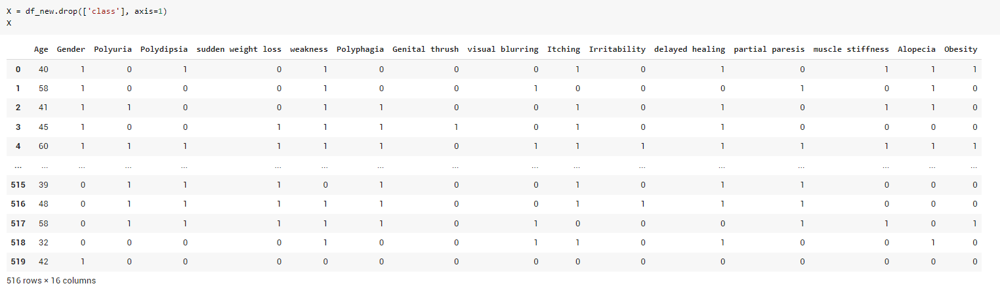 X = df_new.drop(['class'], axis=1)
X
Age Gender Polyuria Polydipsia sudden weight loss weakness Polyphagia Genital thrush visual blurring Itching Irritability delayed healing partial paresis muscle stiffness Alopecia Obesity
0 40 1 0 1 0 1 0 0 0 1 0 1 0 1 1 1
1 58 1 0 0 0 1 0 0 1 0 0 0 1 0 1 0
2 41 1 1 0 0 1 1 0 0 1 0 1 0 1 1 0
3 45 1 0 0 1 1 1 1 0 1 0 1 0 0 0 0
4 60 1 1 1 1 1 1 0 1 1 1 1 1 1 1 1
... ... ... ... ... ... ... ... ... ... ... ... ... ... ... ... ...
515 39 0 1 1 1 0 1 0 0 1 0 1 1 0 0 0
516 48 0 1 1 1 1 1 0 0 1 1 1 1 0 0 0
517 58 0 1 1 1 1 1 0 1 0 0 0 1 1 0 1
518 32 0 0 0 0 1 0 0 1 1 0 1 0 0 1 0
519 42 1 0 0 0 0 0 0 0 0 0 0 0 0 0 0
516 rows × 16 columns